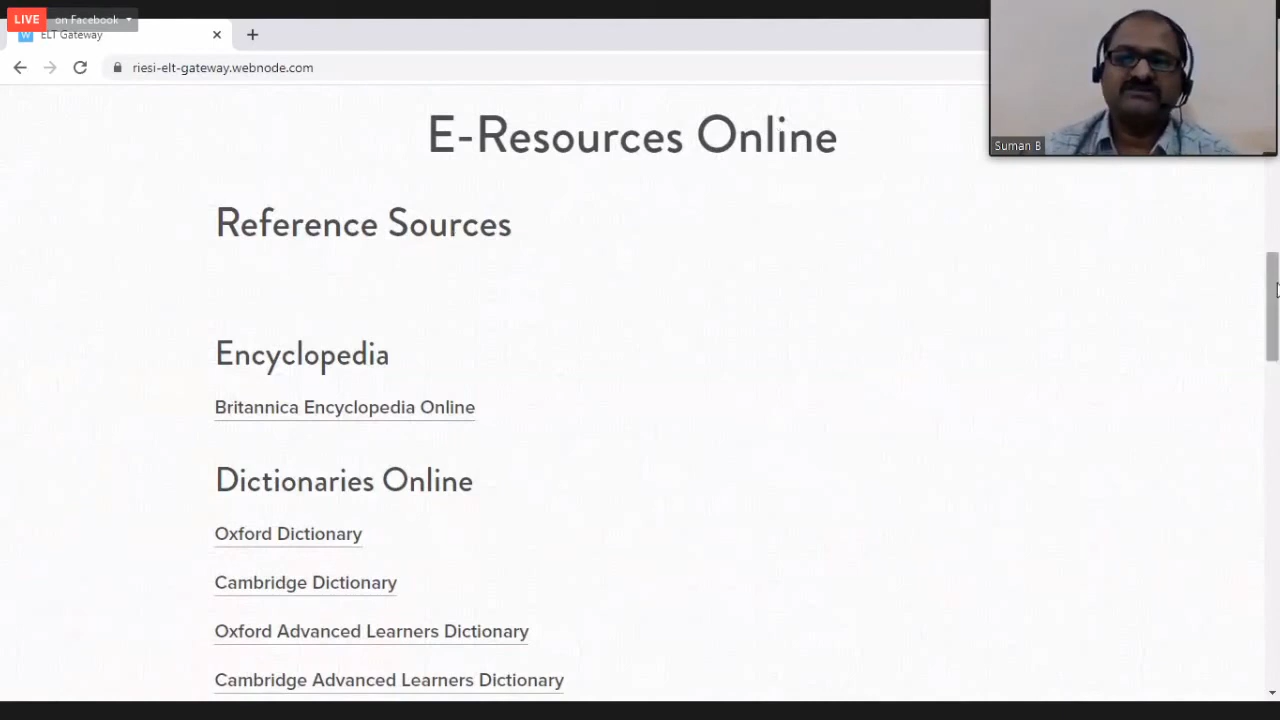 LIVE on Facebook
ELT Gateway
riesi-elt-gateway.webnode.com
Suman B
E-Resources Online
Reference Sources
Encyclopedia
Britannica Encyclopedia Online
Dictionaries Online
Oxford Dictionary
Cambridge Dictionary
Oxford Advanced Learners Dictionary
Cambridge Advanced Learners Dictionary